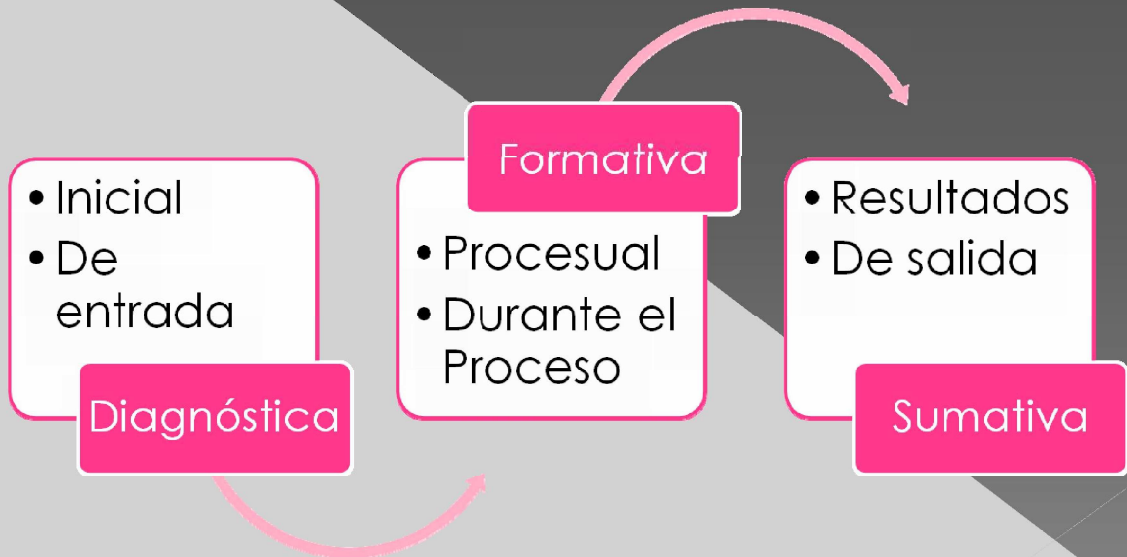 • Inicial
• De
entrada
Diagnóstica
Formativa
• Procesual
• Durante el
Proceso
• Resultados
• De salida
Sumativa